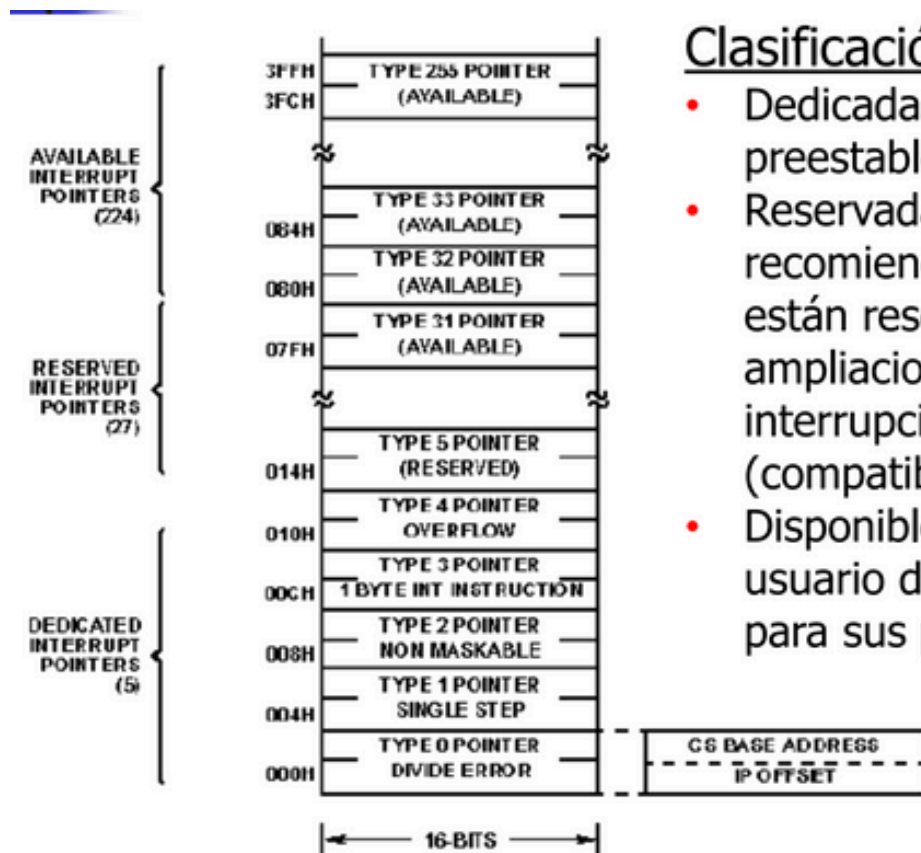 3FFH
TYPE 255 POINTER
3FCH
(AVAILABLE)
AVAILABLE
INTERRUPT
POINTERS
(224)
TYPE 33 POINTER
084H
(AVAILABLE)
TYPE 32 POINTER
080H
(AVAILABLE)
TYPE 31 POINTER
07FH
(AVAILABLE)
RESERVED
INTERRUPT
POINTERS
(27)
TYPE 5 POINTER
014H
(RESERVED)
TYPE 4 POINTER
010H
OVERFLOW
TYPE 3 POINTER
00CH
1 BYTE INT INSTRUCTION
DEDICATED
INTERRUPT
POINTERS
(5)
TYPE 2 POINTER
008H
NON MASKABLE
TYPE 1 POINTER
004H
SINGLE STEP
TYPE 0 POINTER
000H
DIVIDE ERROR
CS BASE ADDRESS
IP OFFSET
16-BITS
Clasificació
• Dedicada
preestabl
• Reservad
recomien
están res
ampliacio
interrupci
(compatib
• Disponible
usuario d
para sus